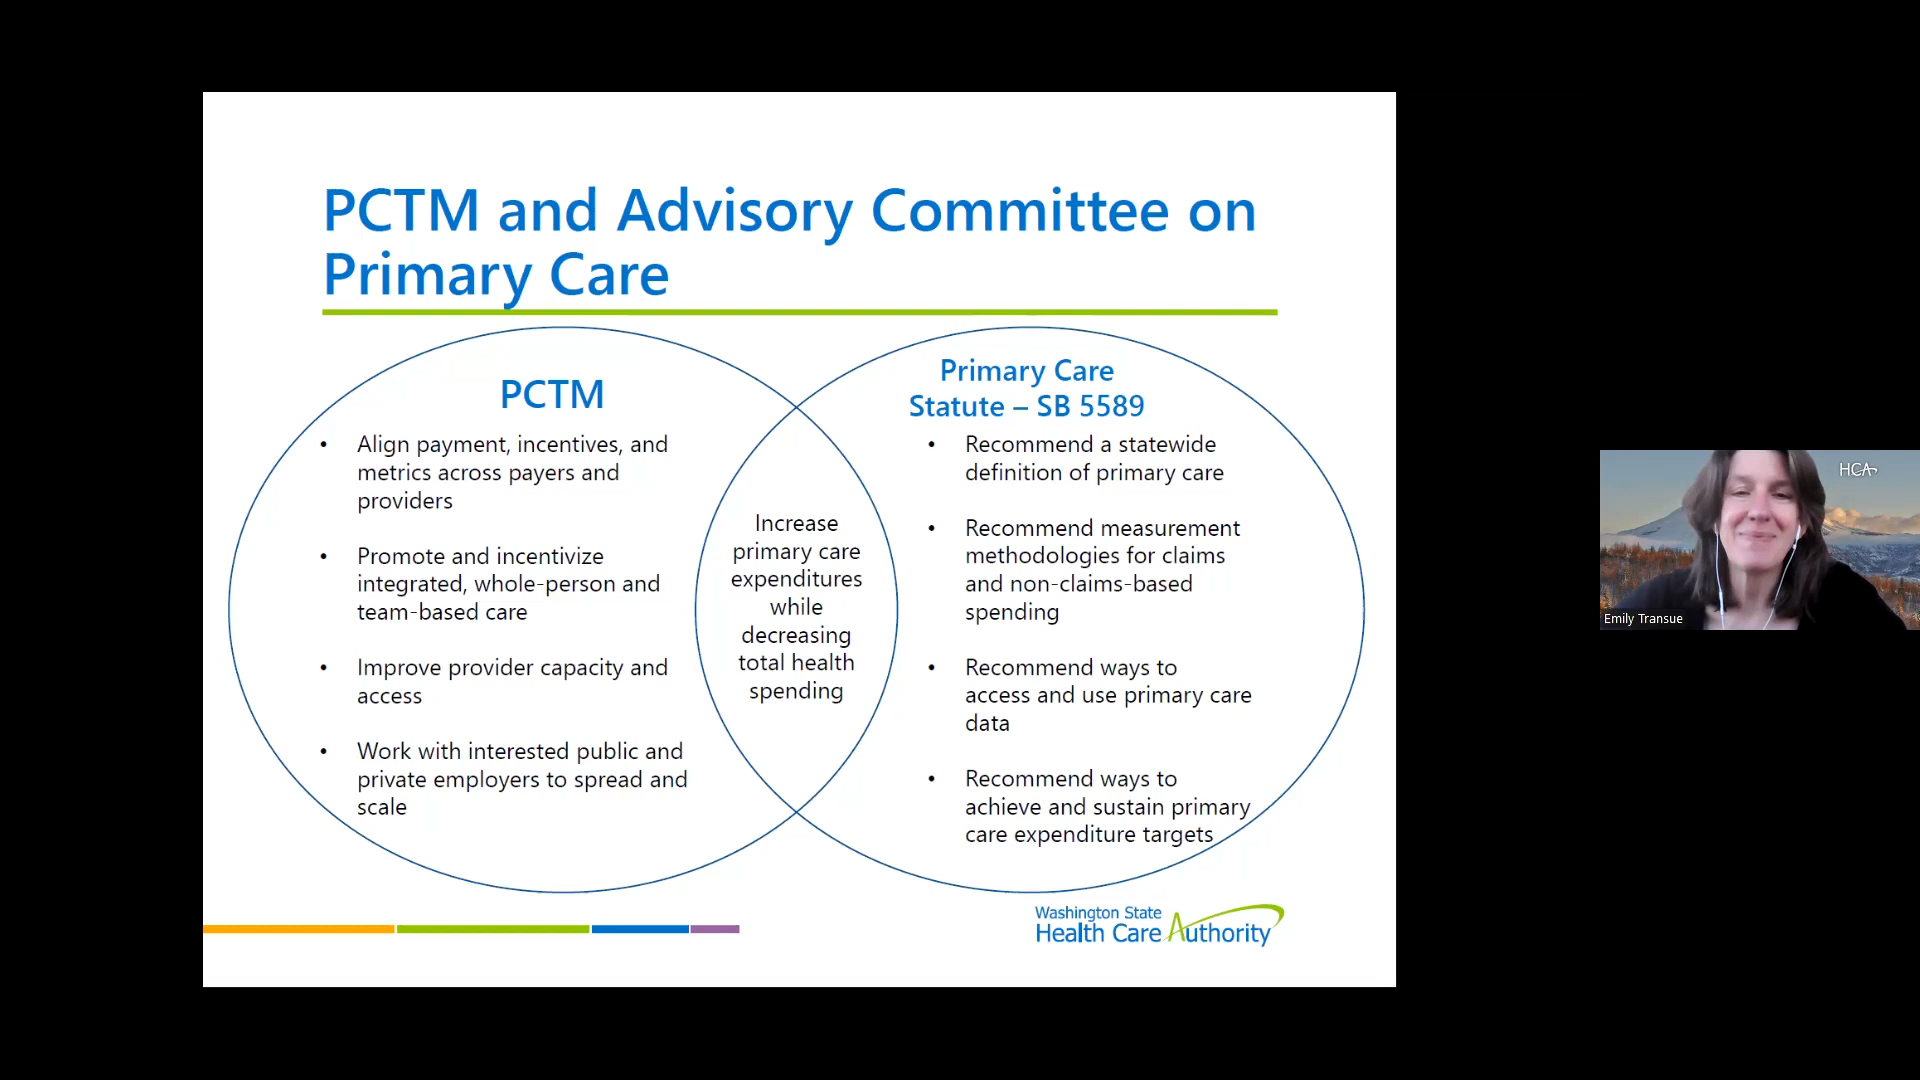 PCTM and Advisory Committee on
Primary Care
PCTM
• Align payment, incentives, and
metrics across payers and
providers
• Promote and incentivize
integrated, whole-person and
team-based care
• Improve provider capacity and
access
• Work with interested public and
private employers to spread and
scale
Increase
primary care
expenditures
while
decreasing
total health
spending
Primary Care
Statute – SB 5589
• Recommend a statewide
definition of primary care
• Recommend measurement
methodologies for claims
and non-claims-based
spending
• Recommend ways to
access and use primary care
data
• Recommend ways to
achieve and sustain primary
care expenditure targets
Washington State
Health Care Authority
HCA
Emily Transue